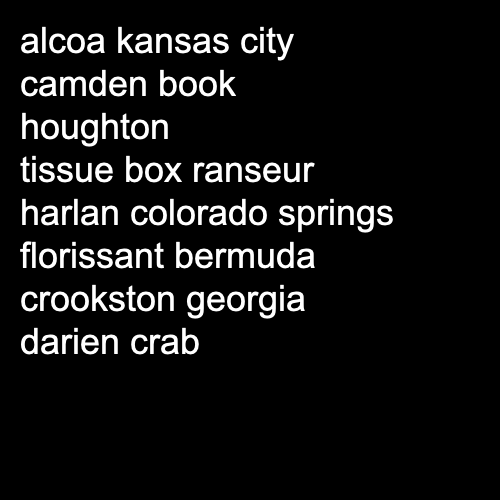 alcoa kansas city
camden book
houghton
tissue box ranseur
harlan colorado springs
florissant bermuda
crookston georgia
darien crab